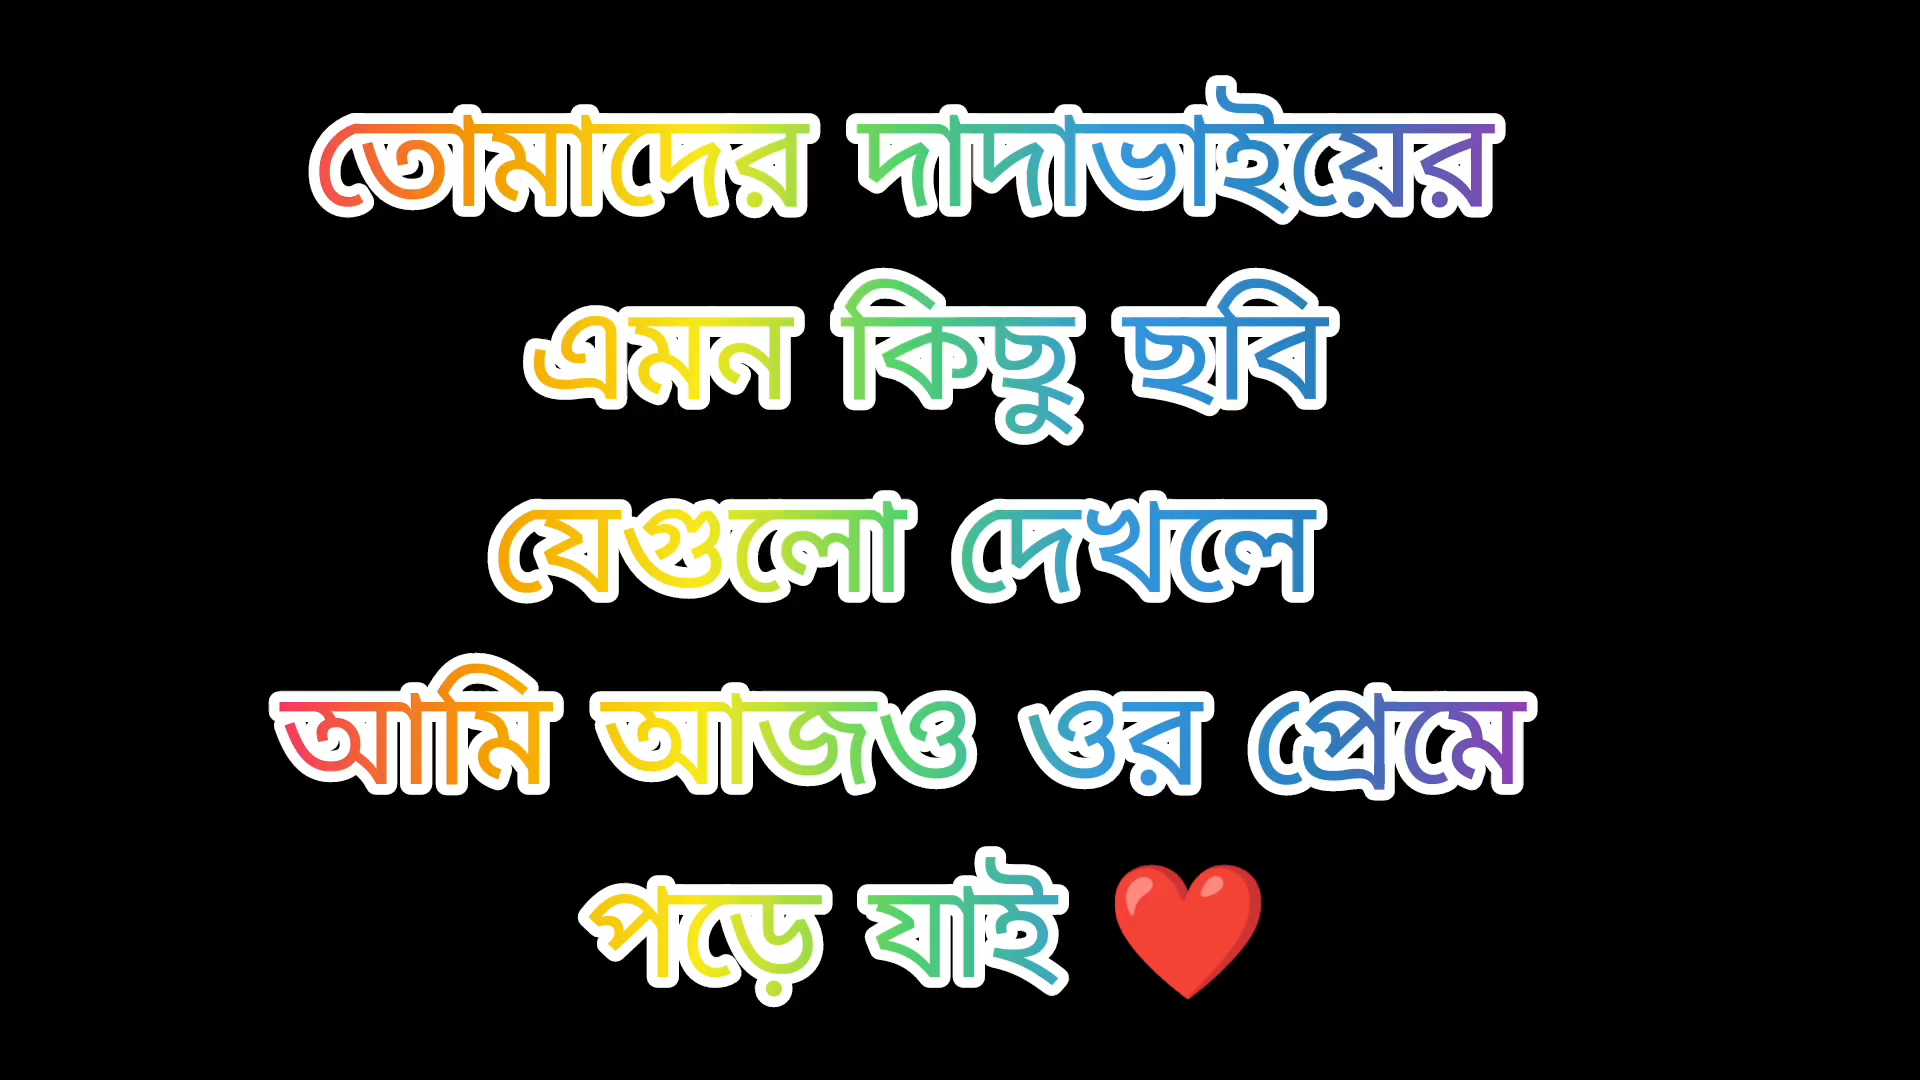 তোমাদের দাদাভাইয়ের
এমন কিছু ছবি
যেগুলো দেখলে
আমি আজও ওর প্রেমে
পড়ে যাই ❤️